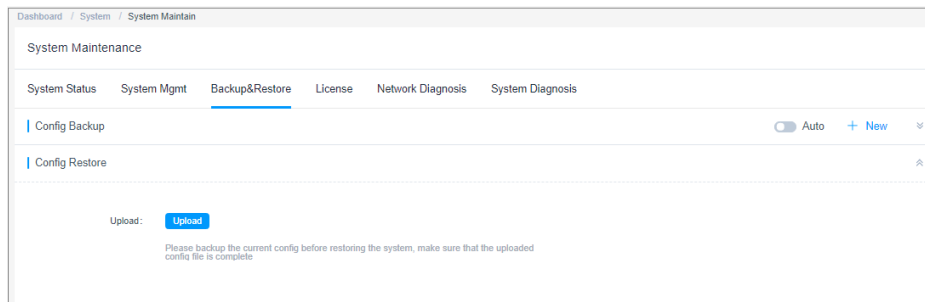 Dashboard / System / System Maintain
System Maintenance
System Status System Mgmt Backup&Restore License Network Diagnosis System Diagnosis
Config Backup Auto + New
Config Restore
Upload: Upload
Please backup the current config before restoring the system, make sure that the uploaded
config file is complete